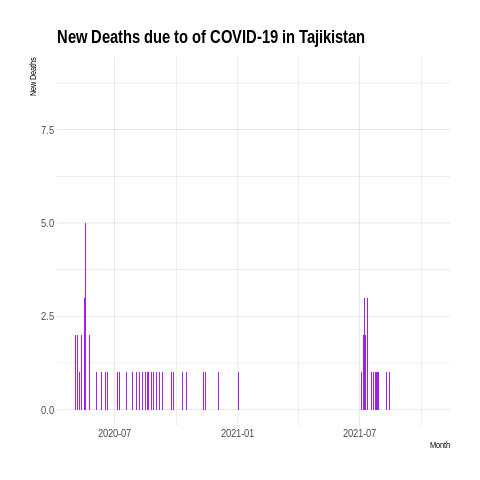 New Deaths due to of COVID-19 in Tajikistan
New Deaths
7.5
5.0
2.5
0.0
2020-07
2021-01
2021-07
Month